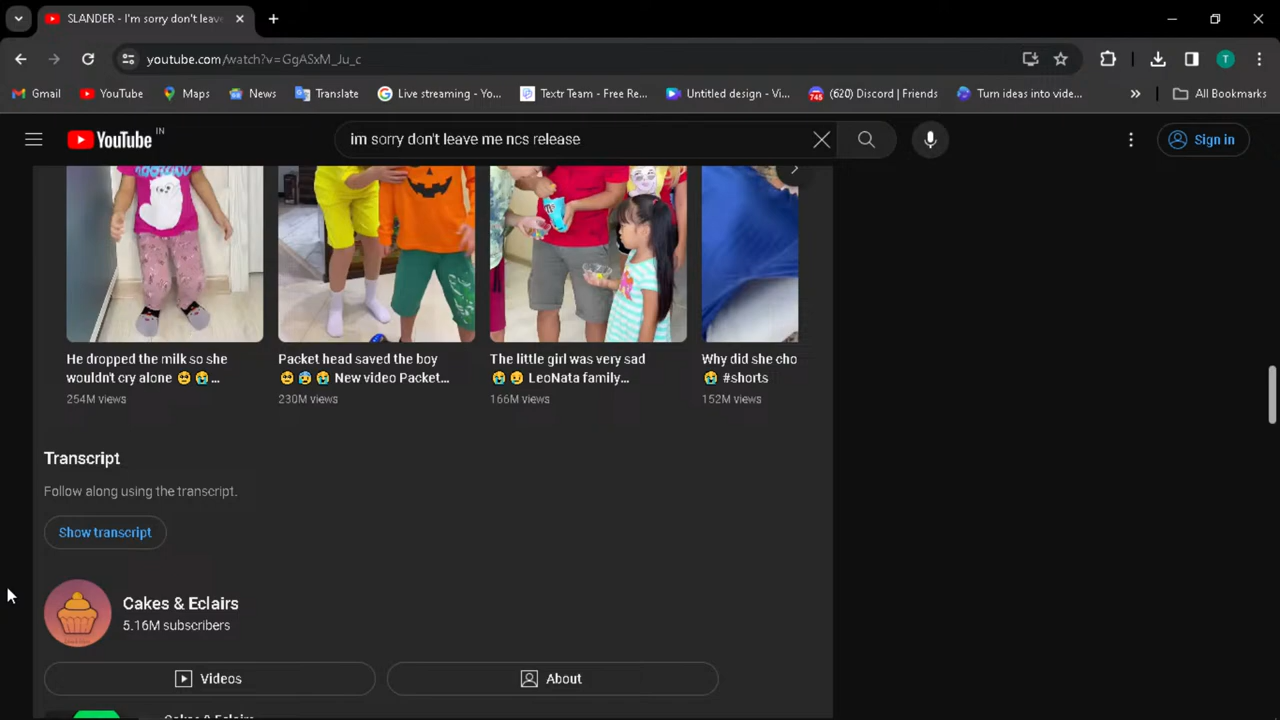 SLANDER - I'm sorry don't leave
youtube.com/watch?v=GgASxM_Ju_c
Gmail
YouTube
Maps
News
Translate
Live streaming - Yo...
Textr Team - Free Re...
Untitled design - Vi...
(620) Discord | Friends
Turn ideas into vide...
»
All Bookmarks
YouTube IN
im sorry don't leave me ncs release
Sign in
He dropped the milk so she
wouldn't cry alone 🥺 😭 ...
254M views
Packet head saved the boy
🥺 😰 😭 New video Packet...
230M views
The little girl was very sad
😭 😥 LeoNata family...
166M views
Why did she cho
😭 #shorts
152M views
Transcript
Follow along using the transcript.
Show transcript
Cakes & Eclairs
5.16M subscribers
Videos
About
Cakes & Eclairs